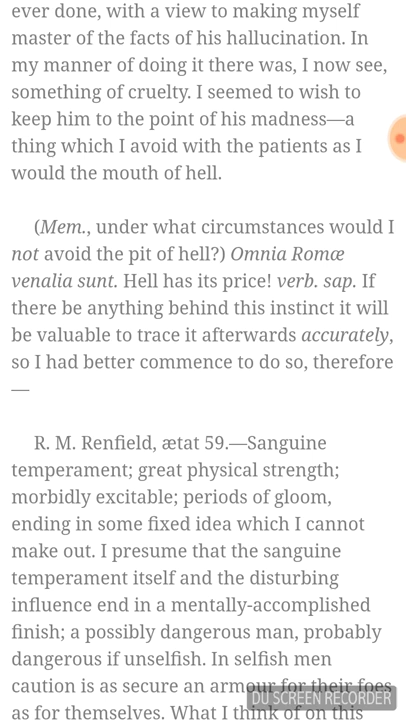 ever done, with a view to making myself
master of the facts of his hallucination. In
my manner of doing it there was, I now see,
something of cruelty. I seemed to wish to
keep him to the point of his madness—a
thing which I avoid with the patients as I
would the mouth of hell.
(Mem., under what circumstances would I
not avoid the pit of hell?) Omnia Romæ
venalia sunt. Hell has its price! verb. sap. If
there be anything behind this instinct it will
be valuable to trace it afterwards accurately,
so I had better commence to do so, therefore
—
R. M. Renfield, ætat 59.—Sanguine
temperament; great physical strength;
morbidly excitable; periods of gloom,
ending in some fixed idea which I cannot
make out. I presume that the sanguine
temperament itself and the disturbing
influence end in a mentally-accomplished
finish; a possibly dangerous man, probably
dangerous if unselfish. In selfish men
caution is as secure an armour for their foes
as for themselves. What I think of on this
DU SCREEN RECORDER